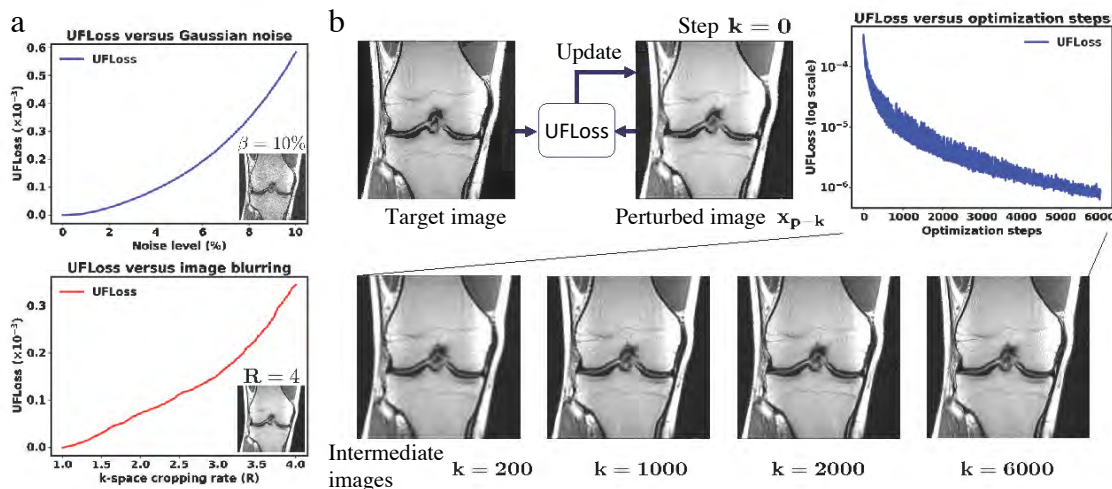 a
UFLoss versus Gaussian noise
UFLoss
UFLoss (×10⁻³)
0.6
0.5
0.4
0.3
0.2
0.1
0.0
β = 10%
0 2 4 6 8 10
Noise level (%)
UFLoss versus image blurring
UFLoss
UFLoss (×10⁻³)
0.3
0.2
0.1
0.0
R = 4
1.0 1.5 2.0 2.5 3.0 3.5 4.0
k-space cropping rate (R)
b
Step k = 0
Update
UFLoss
Target image
Perturbed image x_{p−k}
UFLoss versus optimization steps
UFLoss
UFLoss (log scale)
10⁻⁴
10⁻⁵
10⁻⁶
0 1000 2000 3000 4000 5000 6000
Optimization steps
Intermediate
images
k = 200
k = 1000
k = 2000
k = 6000